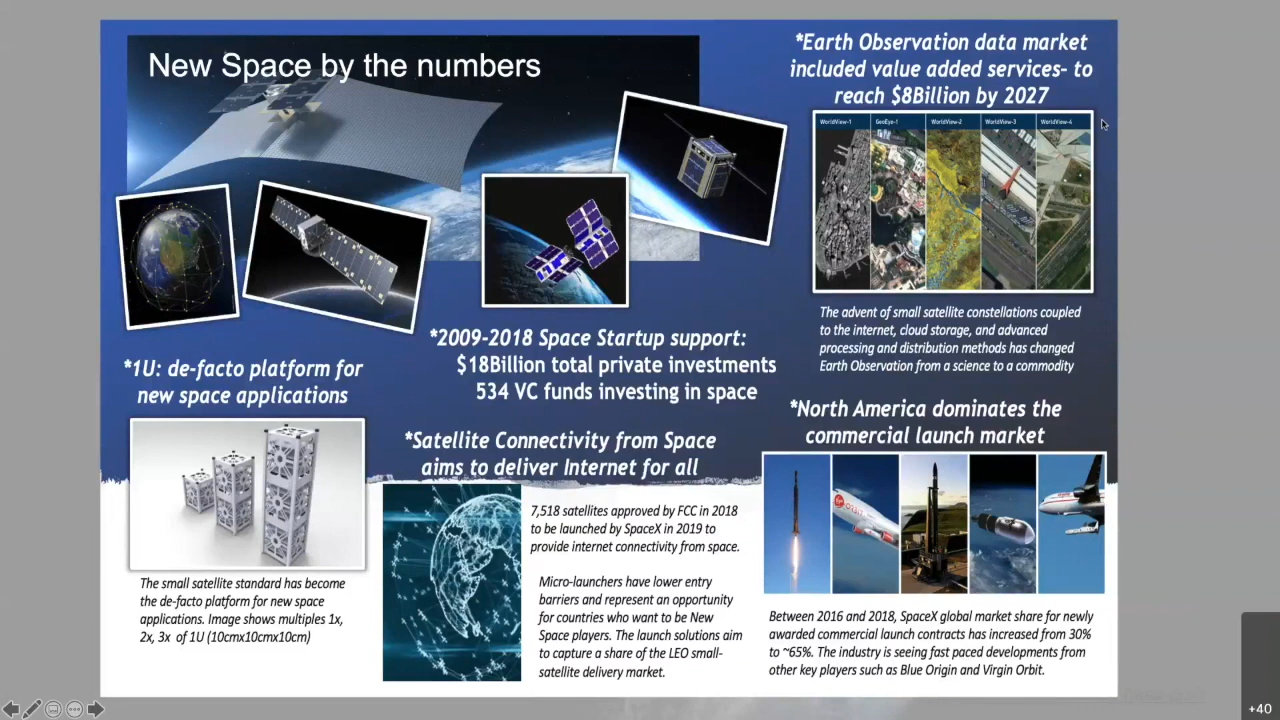 New Space by the numbers
*Earth Observation data market
included value added services- to
reach $8Billion by 2027
WorldView-1
GeoEye-1
WorldView-2
WorldView-3
WorldView-4
The advent of small satellite constellations coupled
to the internet, cloud storage, and advanced
processing and distribution methods has changed
Earth Observation from a science to a commodity
*2009-2018 Space Startup support:
$18Billion total private investments
534 VC funds investing in space
*1U: de-facto platform for
new space applications
The small satellite standard has become
the de-facto platform for new space
applications. Image shows multiples 1x,
2x, 3x of 1U (10cmx10cmx10cm)
*Satellite Connectivity from Space
aims to deliver Internet for all
7,518 satellites approved by FCC in 2018
to be launched by SpaceX in 2019 to
provide internet connectivity from space.
Micro-launchers have lower entry
barriers and represent an opportunity
for countries who want to be New
Space players. The launch solutions aim
to capture a share of the LEO small-
satellite delivery market.
*North America dominates the
commercial launch market
Between 2016 and 2018, SpaceX global market share for newly
awarded commercial launch contracts has increased from 30%
to ~65%. The industry is seeing fast paced developments from
other key players such as Blue Origin and Virgin Orbit.
+40